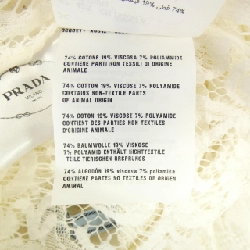 74% COTONE 19% VISCOSA 7% POLIAMMIDE
CONTIENE PARTI NON TESSILI DI ORIGINE
ANIMALE
74% COTTON 19% VISCOSE 7% POLYAMIDE
CONTAINS NON-TEXTILE PARTS
OF ANIMAL ORIGIN
PRADA
74% COTON 19% VISCOSE 7% POLYAMIDE
CONTIENT DES PARTIES NON TEXTILES
D'ORIGINE ANIMALE
74% BAUMWOLLE 19% VISKOSE
7% POLYAMID ENTHÄLT NICHTTEXTILE
TEILE TIERISCHEN URSPRUNGS
74% ALGODÓN 19% viscosa 7% poliamida
CONTIENE PARTES NO TEXTILES DE ORIGEN
ANIMAL